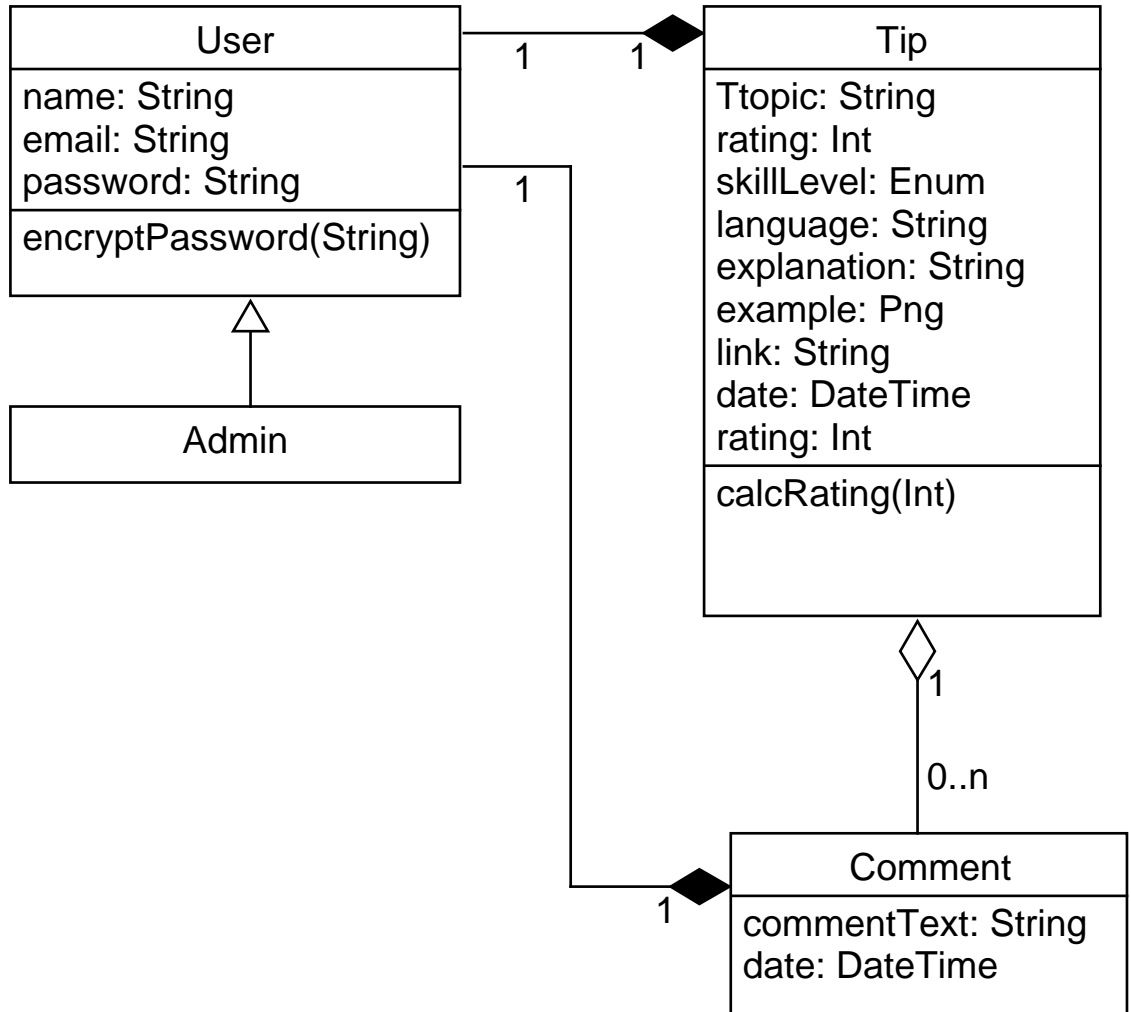 User
name: String
email: String
password: String
encryptPassword(String)
1
1
1
Tip
Ttopic: String
rating: Int
skillLevel: Enum
language: String
explanation: String
example: Png
link: String
date: DateTime
rating: Int
calcRating(Int)
Admin
1
0..n
1
Comment
commentText: String
date: DateTime